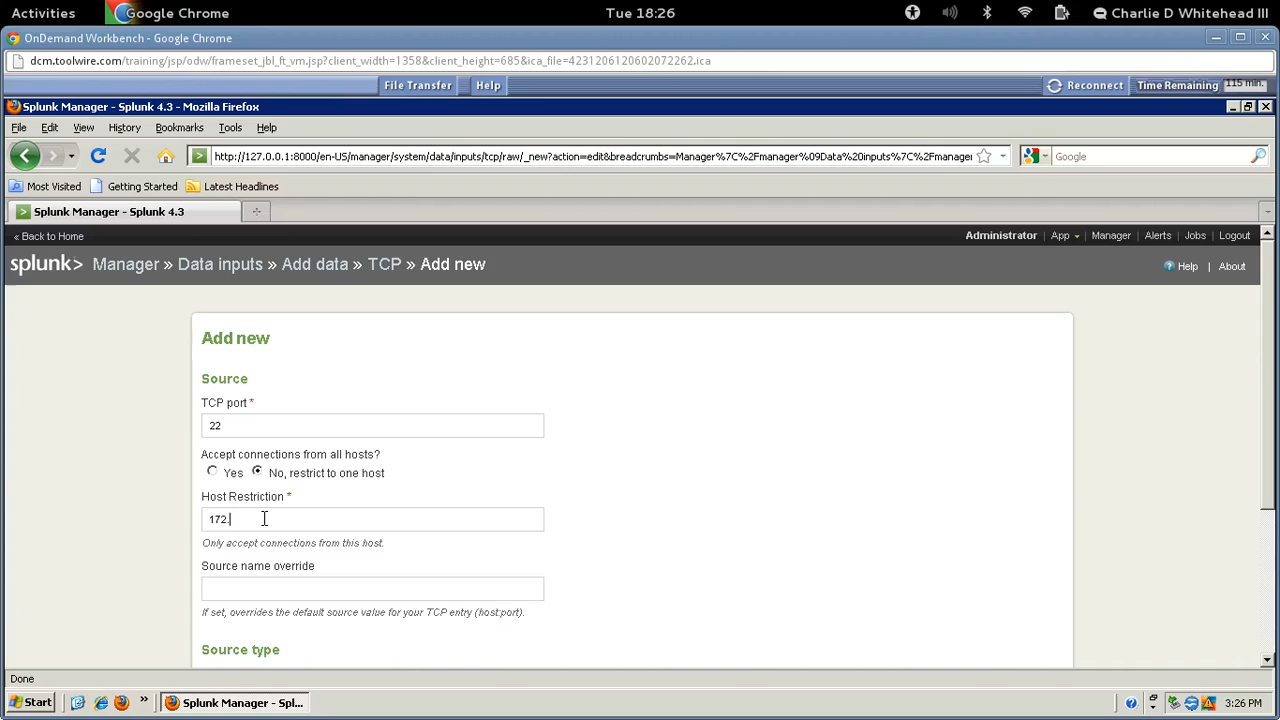 Activities Google Chrome Tue 18:26 Charlie D Whitehead III
OnDemand Workbench - Google Chrome
dcm.toolwire.com/training/jsp/odw/frameset_jbl_ft_vm.jsp?client_width=1358&client_height=685&ica_file=4231206120602072262.ica
File Transfer Help Reconnect Time Remaining 115 min.
Splunk Manager - Splunk 4.3 - Mozilla Firefox
File Edit View History Bookmarks Tools Help
http://127.0.0.1:8000/en-US/manager/system/data/inputs/tcp/raw/_new?action=edit&breadcrumbs=Manager%7C%2Fmanager%09Data%20inputs%7C%2Fmanager Google
Most Visited Getting Started Latest Headlines
Splunk Manager - Splunk 4.3
« Back to Home Administrator | App | Manager | Alerts | Jobs | Logout
splunk> Manager » Data inputs » Add data » TCP » Add new Help | About
Add new
Source
TCP port *
22
Accept connections from all hosts?
Yes No, restrict to one host
Host Restriction *
172.
Only accept connections from this host.
Source name override
If set, overrides the default source value for your TCP entry (host:port).
Source type
Done
Start » Splunk Manager - Spl... 3:26 PM